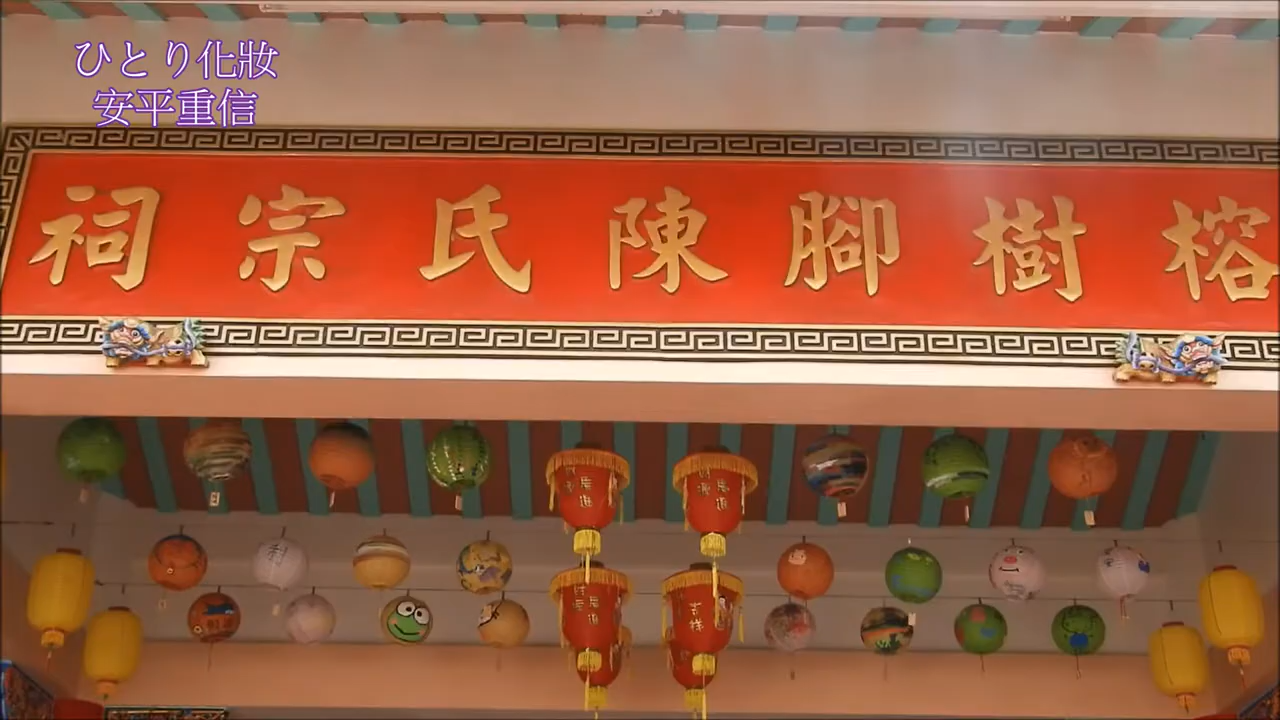 ひとり化妝
安平重信
榕樹腳陳氏宗祠